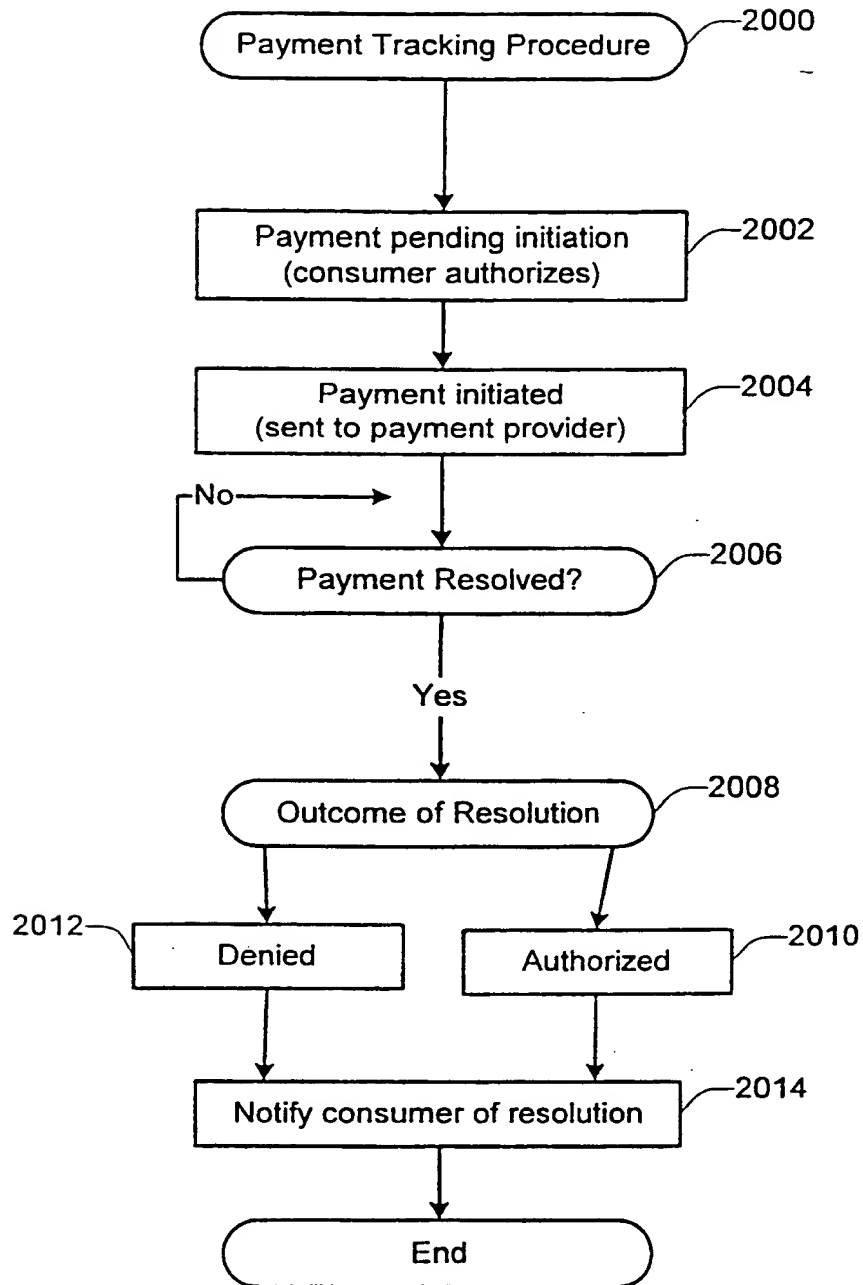 Payment Tracking Procedure
2000
Payment pending initiation
(consumer authorizes)
2002
Payment initiated
(sent to payment provider)
2004
No
Payment Resolved?
2006
Yes
Outcome of Resolution
2008
2012
Denied
Authorized
2010
Notify consumer of resolution
2014
End